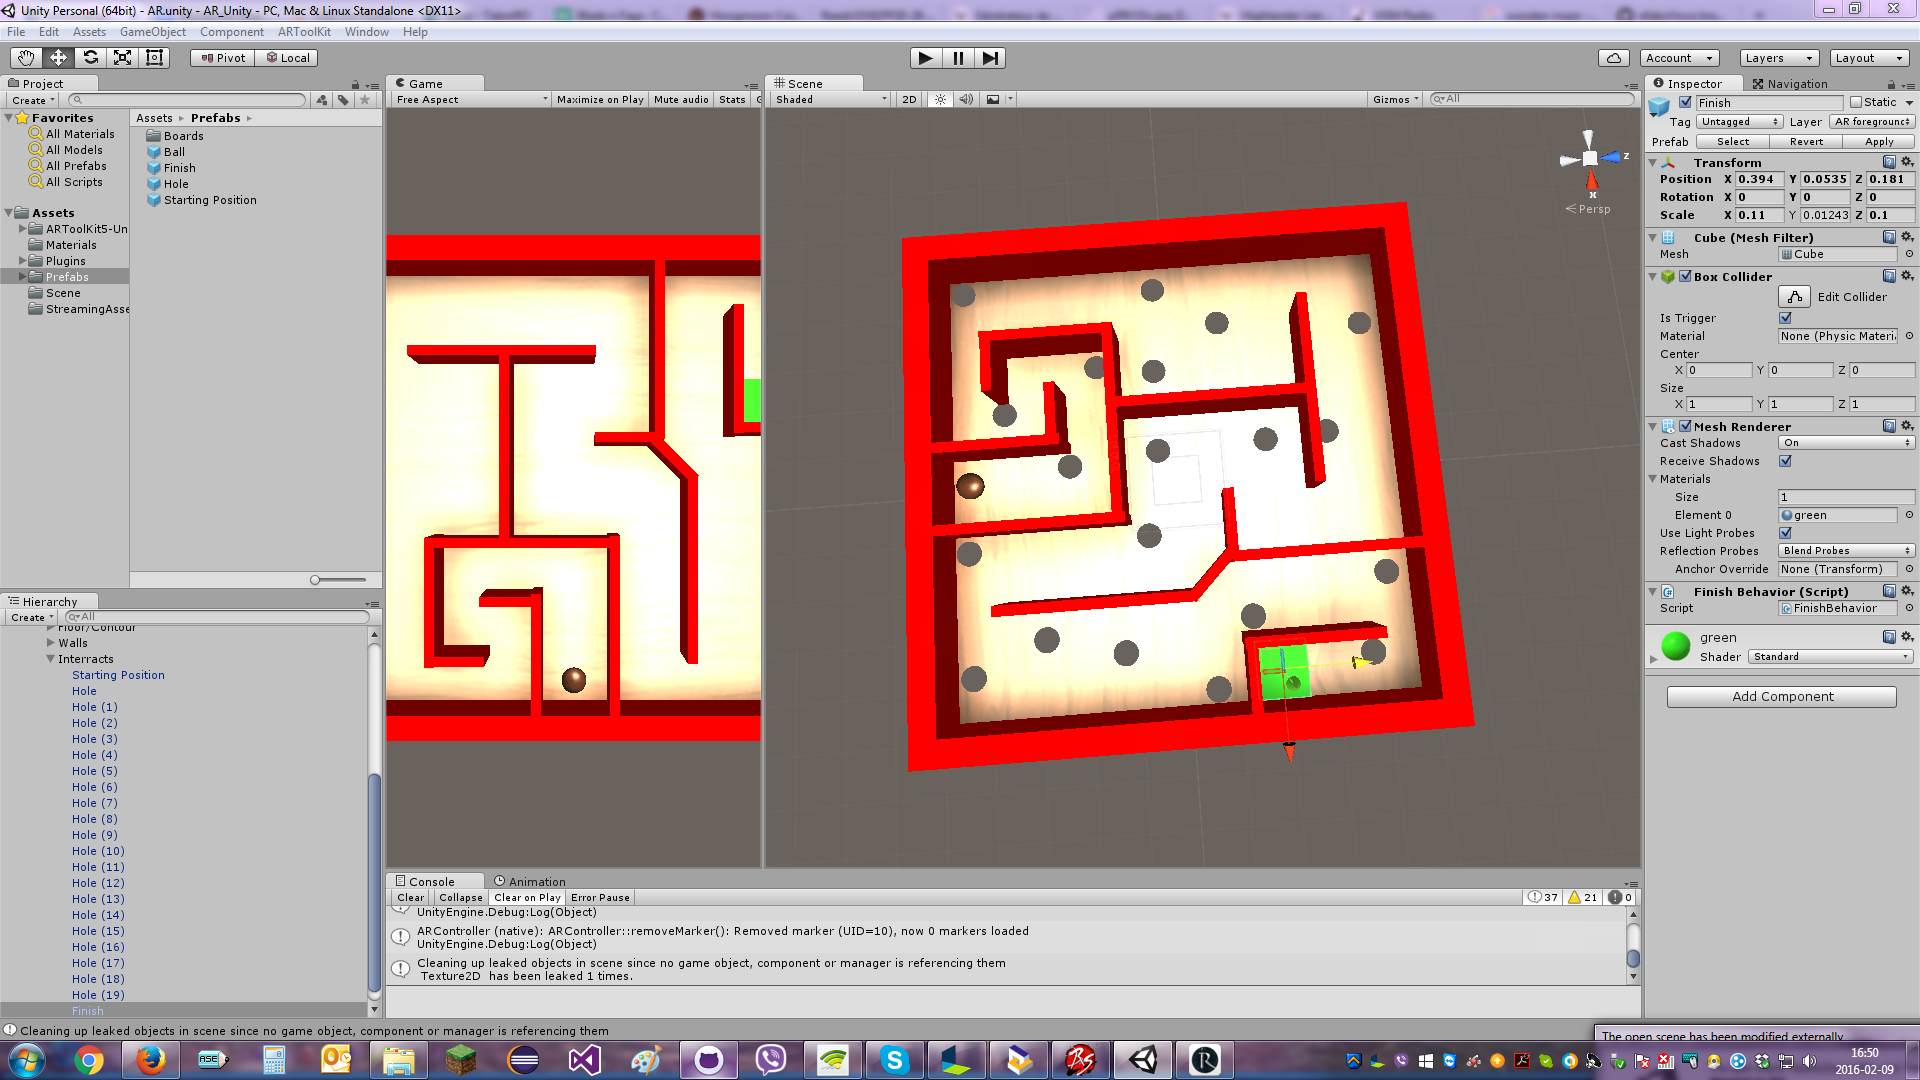 Unity Personal (64bit) - AR.unity - AR_Unity - PC, Mac & Linux Standalone <DX11>
File Edit Assets GameObject Component ARToolKit Window Help
Pivot Local Account Layers Layout
Project
Create
Favorites
All Materials
All Models
All Prefabs
All Scripts
Assets
ARToolKit5-Un
Materials
Plugins
Prefabs
Scene
StreamingAsse
Assets Prefabs
Boards
Ball
Finish
Hole
Starting Position
Hierarchy
Create All
Floor/Contour
Walls
Interracts
Starting Position
Hole
Hole (1)
Hole (2)
Hole (3)
Hole (4)
Hole (5)
Hole (6)
Hole (7)
Hole (8)
Hole (9)
Hole (10)
Hole (11)
Hole (12)
Hole (13)
Hole (14)
Hole (15)
Hole (16)
Hole (17)
Hole (18)
Hole (19)
Finish
Game
Free Aspect Maximize on Play Mute audio Stats
Scene
Shaded 2D Gizmos All
z
x
Persp
Console Animation
Clear Collapse Clear on Play Error Pause 37 21 0
UnityEngine.Debug:Log(Object)
ARController (native): ARController::removeMarker(): Removed marker (UID=10), now 0 markers loaded
UnityEngine.Debug:Log(Object)
Cleaning up leaked objects in scene since no game object, component or manager is referencing them
Texture2D has been leaked 1 times.
Inspector Navigation
Finish Static
Tag Untagged Layer AR foreground
Prefab Select Revert Apply
Transform
Position X 0.394 Y 0.0535 Z 0.181
Rotation X 0 Y 0 Z 0
Scale X 0.11 Y 0.01243 Z 0.1
Cube (Mesh Filter)
Mesh Cube
Box Collider
Edit Collider
Is Trigger
Material None (Physic Materi
Center
X 0 Y 0 Z 0
Size
X 1 Y 1 Z 1
Mesh Renderer
Cast Shadows On
Receive Shadows
Materials
Size 1
Element 0 green
Use Light Probes
Reflection Probes Blend Probes
Anchor Override None (Transform)
Finish Behavior (Script)
Script FinishBehavior
green
Shader Standard
Add Component
Cleaning up leaked objects in scene since no game object, component or manager is referencing them
The open scene has been modified externally
ASE
16:50
2016-02-09